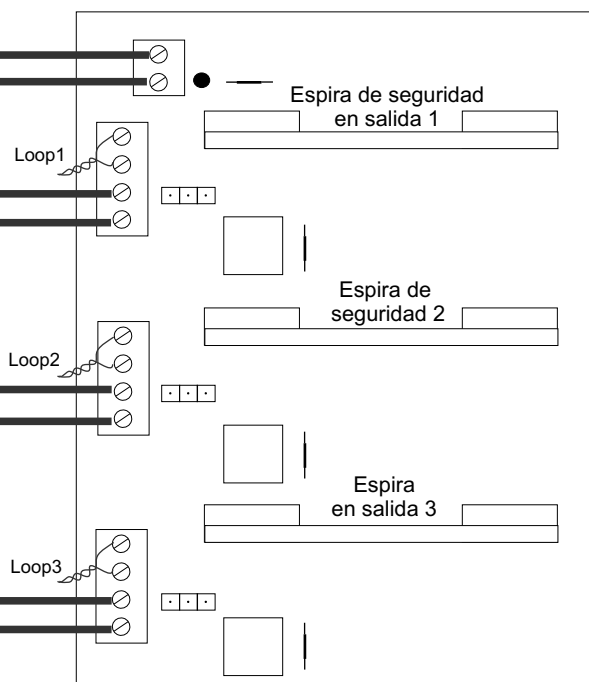 Espira de seguridad
en salida 1
Loop1
Espira de
seguridad 2
Loop2
Espira
en salida 3
Loop3